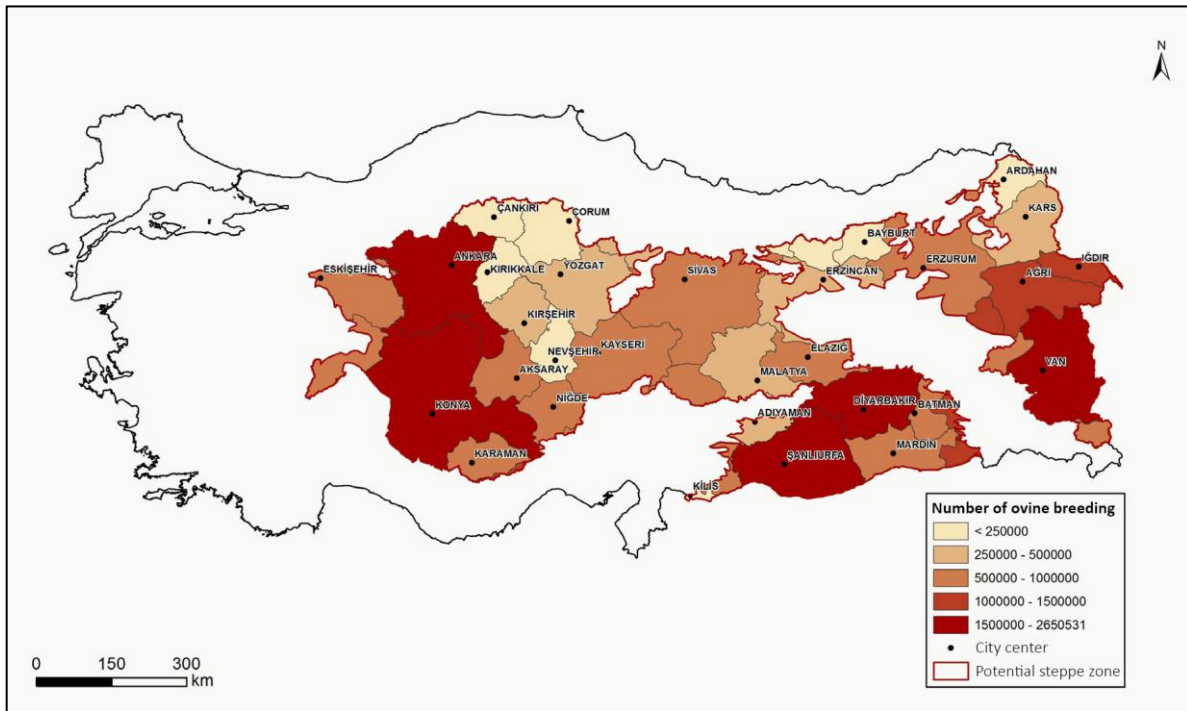 N
ARDAHAN
KARS
ÇANKIRI
ÇORUM
BAYBURT
ANKARA
KIRIKKALE
YOZGAT
ESKİŞEHİR
SİVAS
ERZİNCAN
ERZURUM
IĞDIR
AĞRI
KIRŞEHİR
NEVŞEHİR
KAYSERİ
ELAZIĞ
VAN
AKSARAY
MALATYA
KONYA
NİĞDE
ADIYAMAN
DİYARBAKIR
BATMAN
KARAMAN
ŞANLIURFA
MARDİN
KİLİS
Number of ovine breeding
< 250000
250000 - 500000
500000 - 1000000
1000000 - 1500000
1500000 - 2650531
City center
Potential steppe zone
0 150 300
km